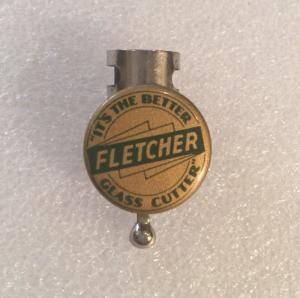 "IT'S THE BETTER
FLETCHER
GLASS CUTTER"